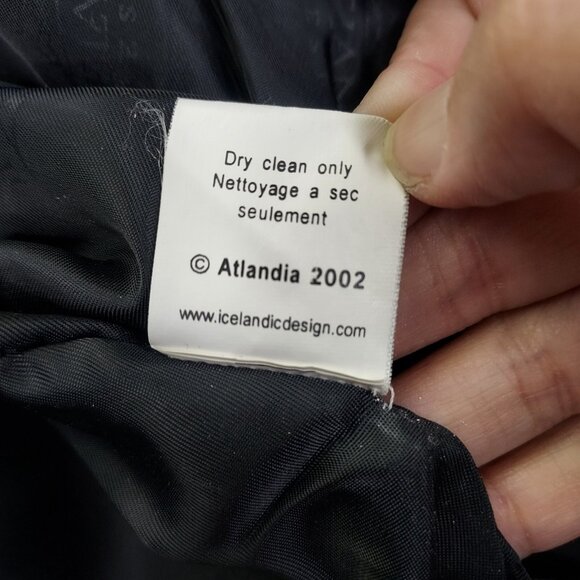 Dry clean only
Nettoyage a sec
seulement
© Atlandia 2002
www.icelandicdesign.com